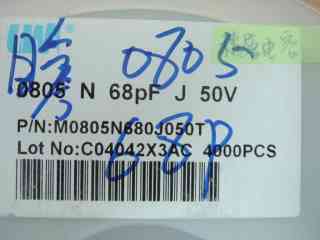 0805
0805 N 68pF J 50V
P/N:M0805N680J050T
68P
Lot No:C04042X3AC 4000PCS